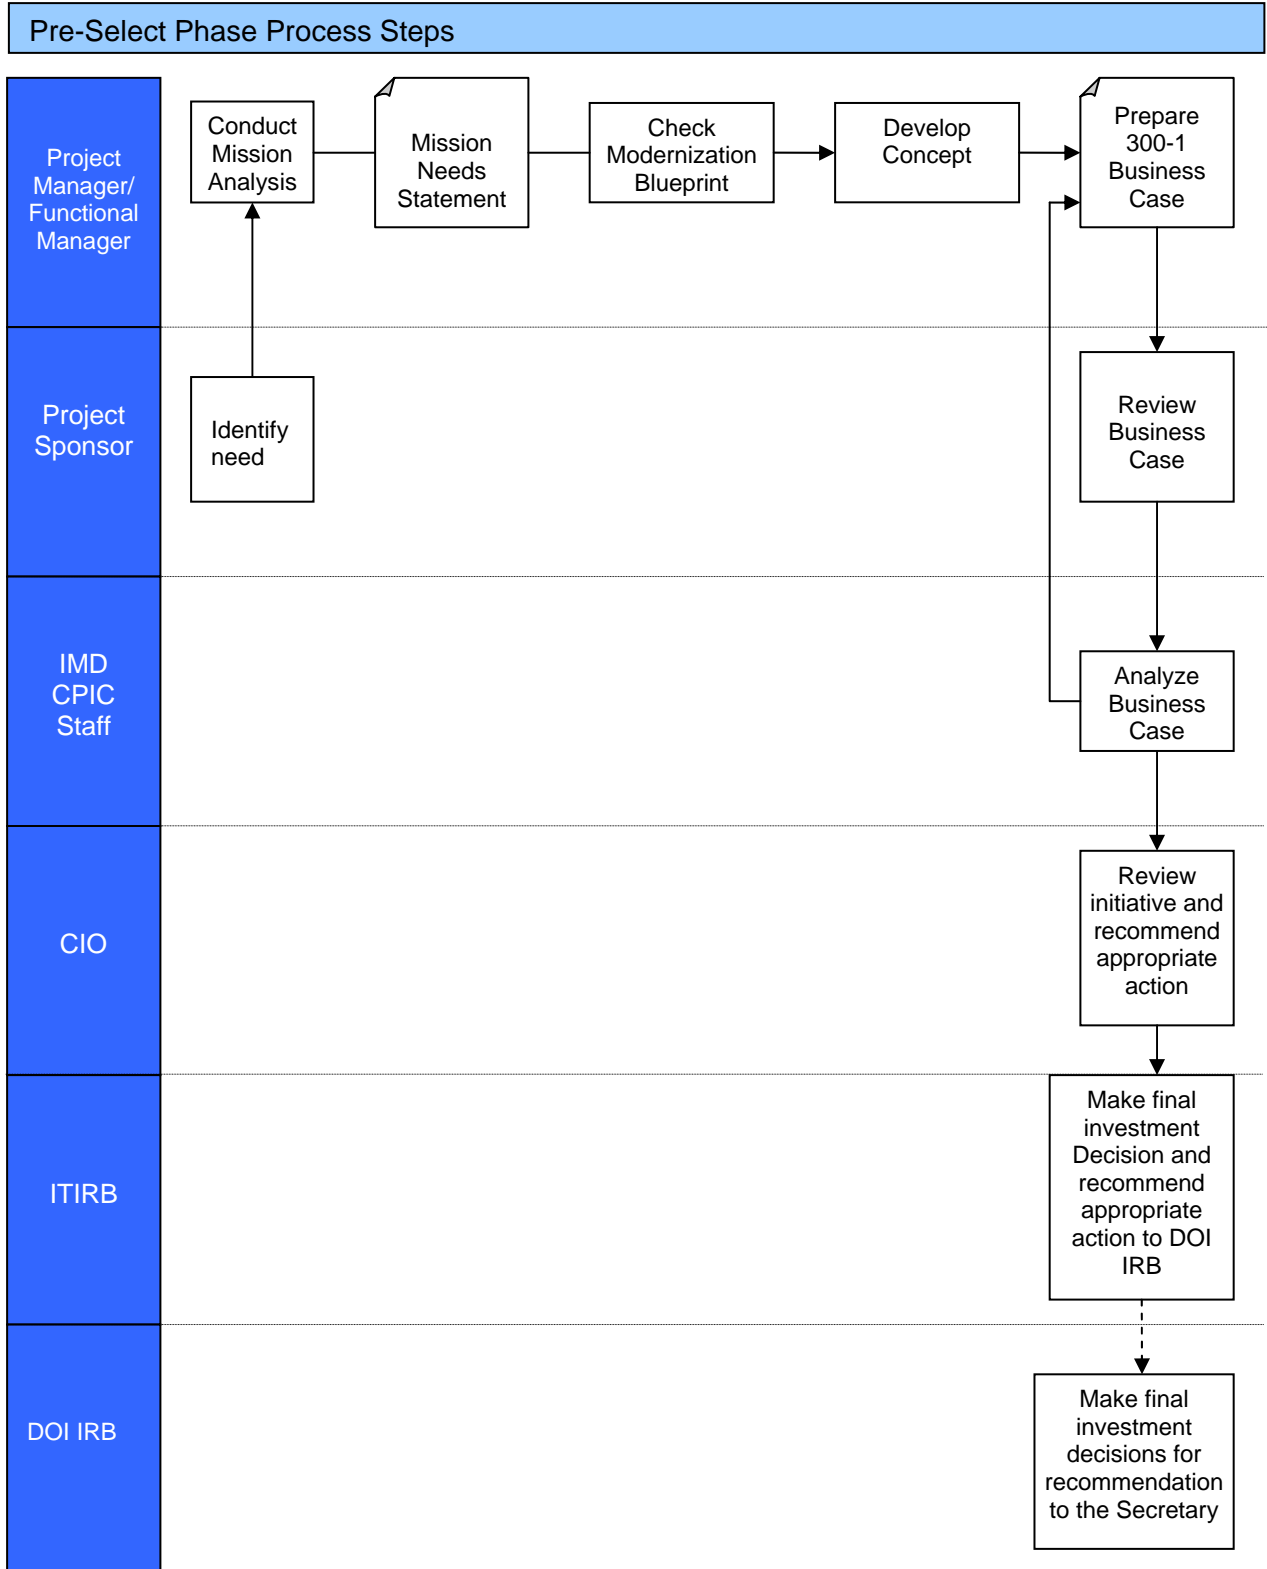 Pre-Select Phase Process Steps
Project
Manager/
Functional
Manager
Conduct
Mission
Analysis
Mission
Needs
Statement
Check
Modernization
Blueprint
Develop
Concept
Prepare
300-1
Business
Case
Project
Sponsor
Identify
need
Review
Business
Case
IMD
CPIC
Staff
Analyze
Business
Case
CIO
Review
initiative and
recommend
appropriate
action
ITIRB
Make final
investment
Decision and
recommend
appropriate
action to DOI
IRB
DOI IRB
Make final
investment
decisions for
recommendation
to the Secretary